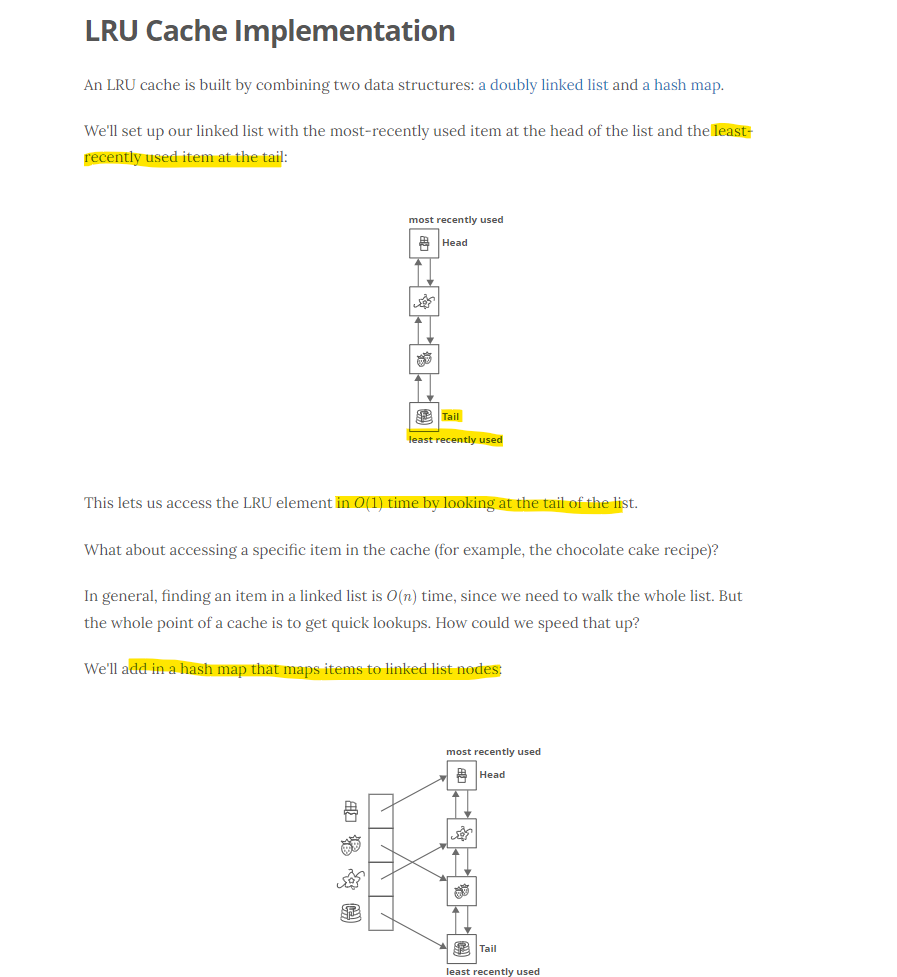 LRU Cache Implementation
An LRU cache is built by combining two data structures: a doubly linked list and a hash map.
We'll set up our linked list with the most-recently used item at the head of the list and the least-
recently used item at the tail:
most recently used
Head
Tail
least recently used
This lets us access the LRU element in O(1) time by looking at the tail of the list.
What about accessing a specific item in the cache (for example, the chocolate cake recipe)?
In general, finding an item in a linked list is O(n) time, since we need to walk the whole list. But
the whole point of a cache is to get quick lookups. How could we speed that up?
We'll add in a hash map that maps items to linked list nodes:
most recently used
Head
Tail
least recently used